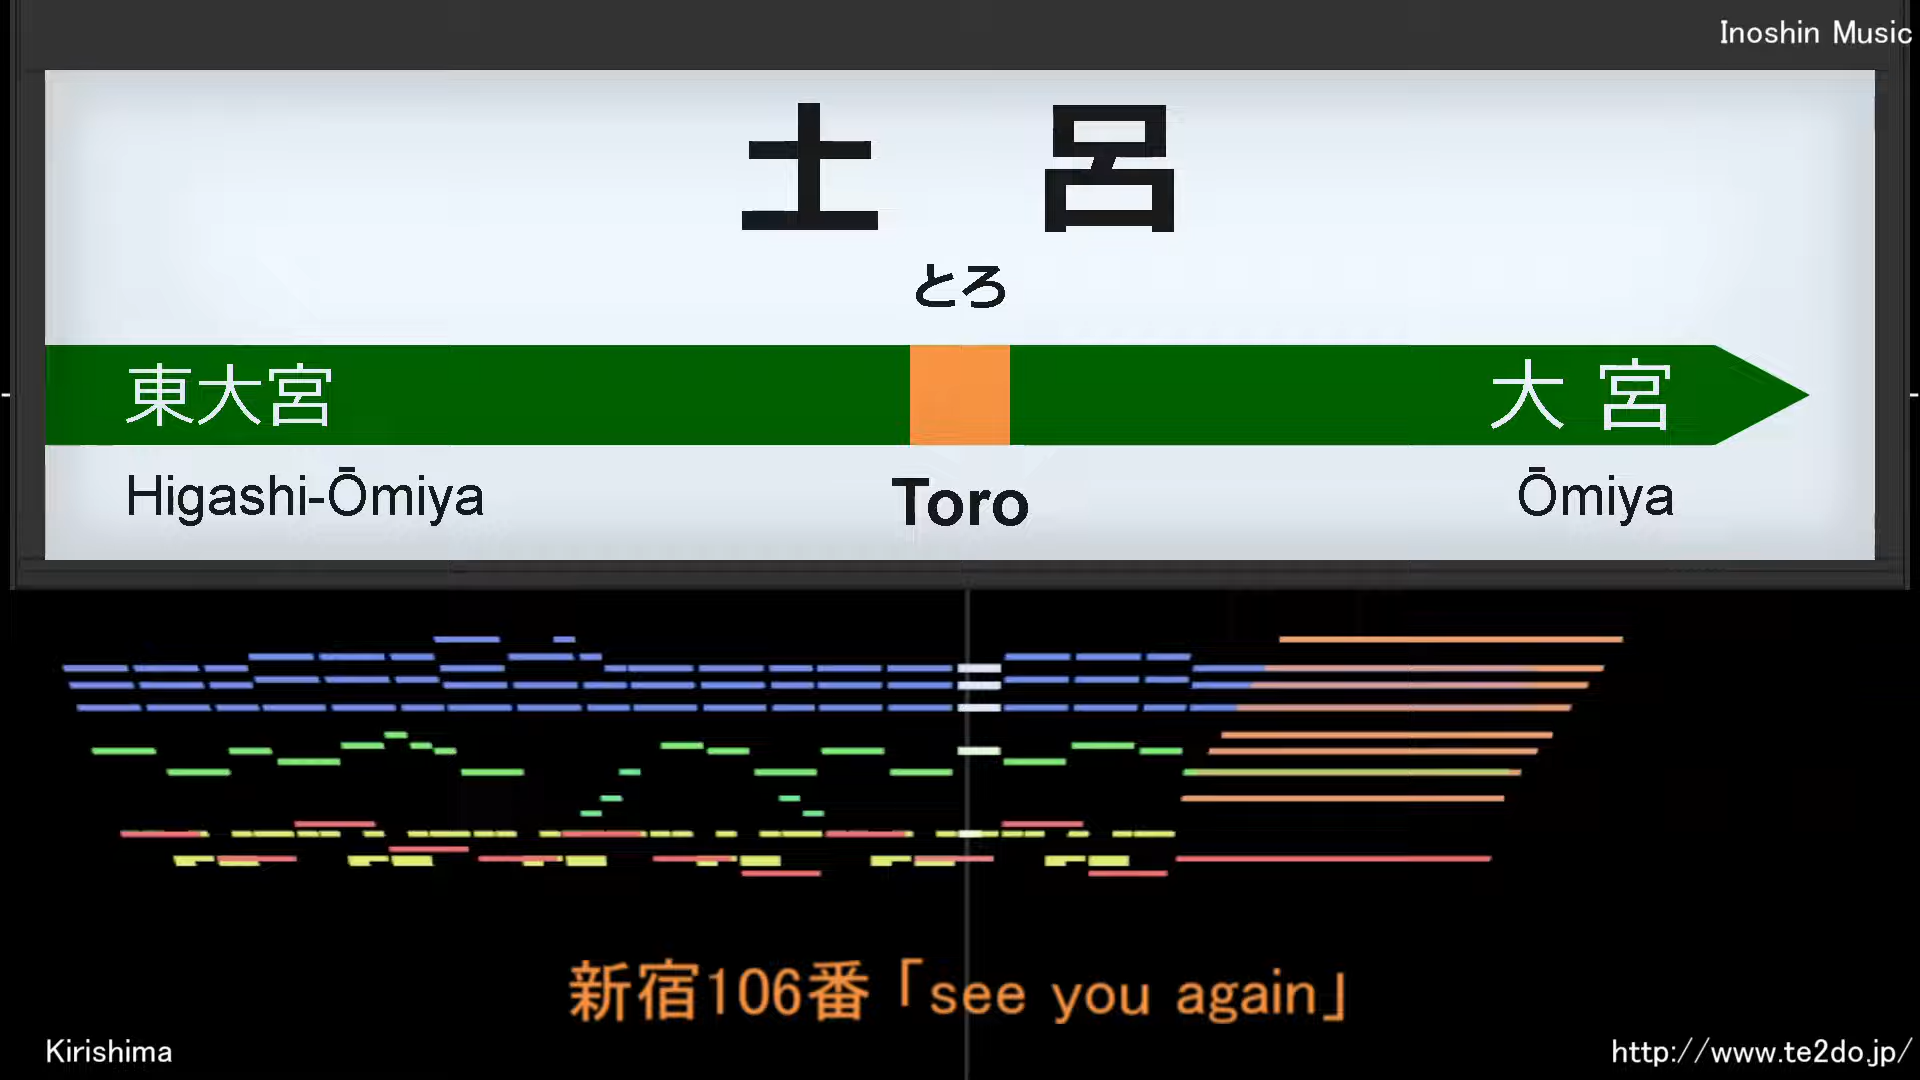 Inoshin Music
土 呂
とろ
東大宮 大 宮
Higashi-Ōmiya Toro Ōmiya
新宿106番「see you again」
Kirishima http://www.te2do.jp/